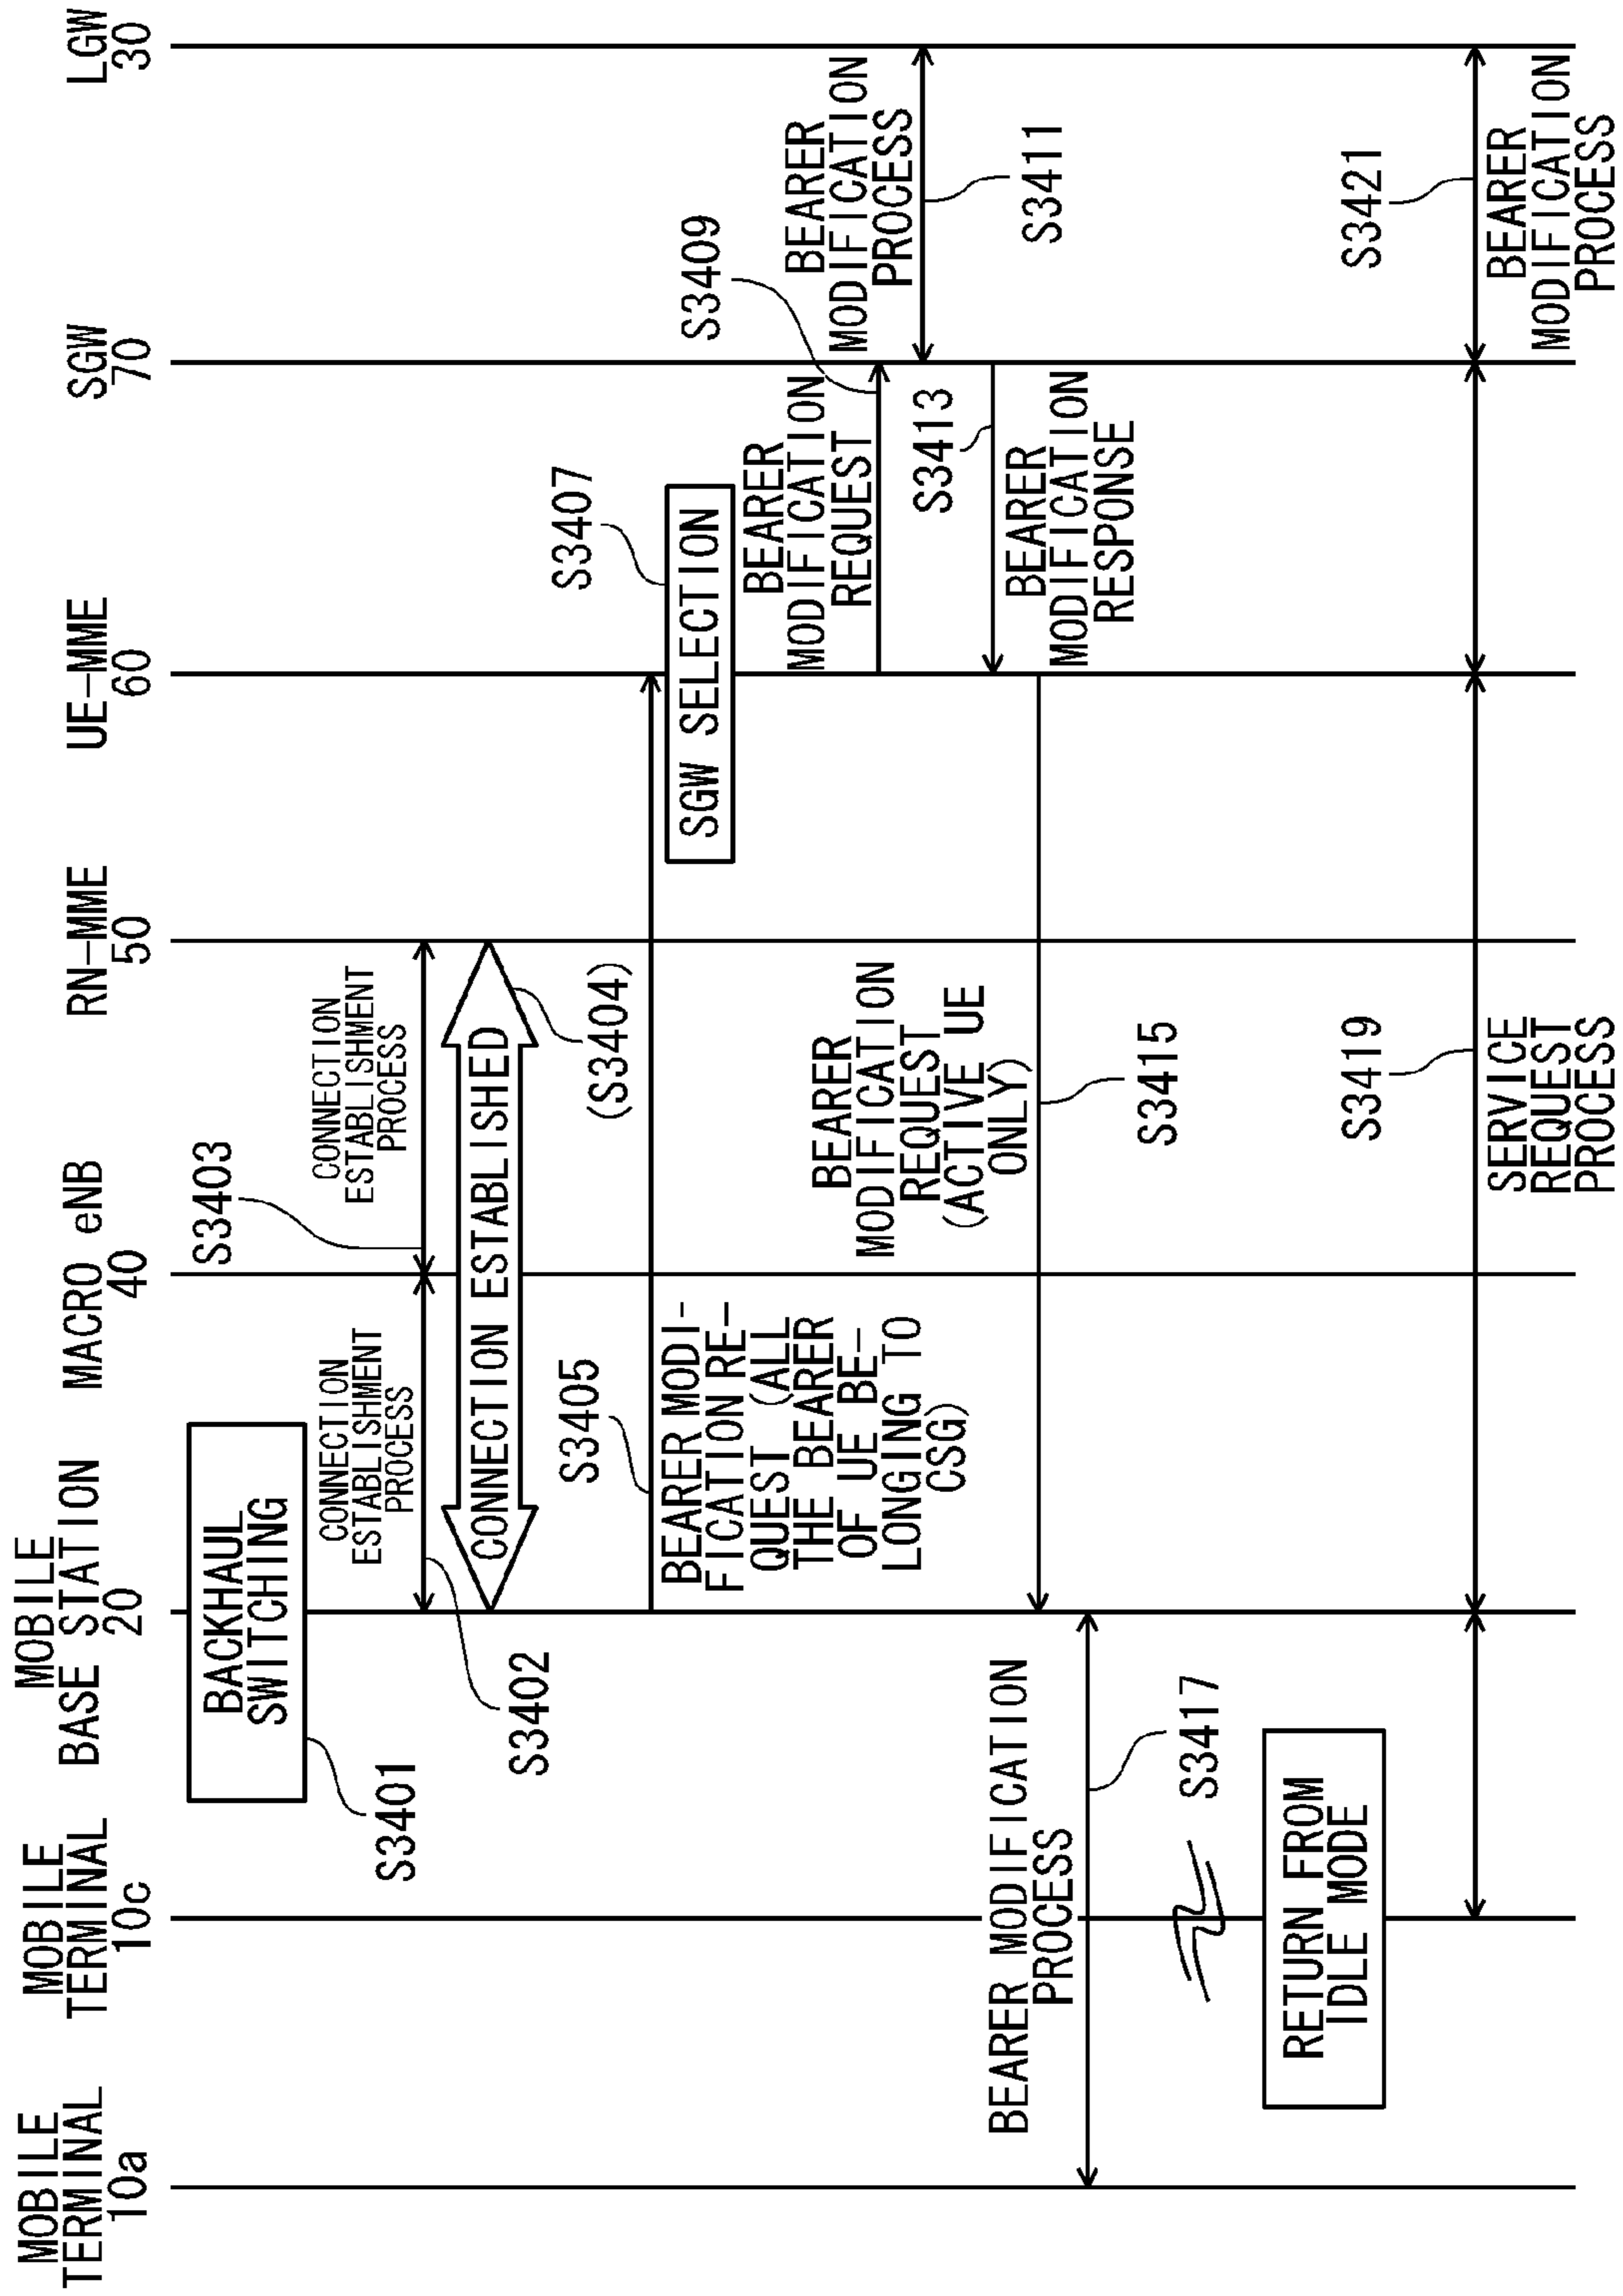 MOBILE
TERMINAL
10a
MOBILE
TERMINAL
10c
MOBILE
BASE STATION
20
MACRO eNB
40
RN-MME
50
UE-MME
60
SGW
70
LGW
30
BACKHAUL
SWITCHING
S3401
CONNECTION
ESTABLISHMENT
PROCESS
S3402
S3403
CONNECTION
ESTABLISHMENT
PROCESS
CONNECTION ESTABLISHED
(S3404)
S3405
BEARER MODI-
FICATION RE-
QUEST (ALL
THE BEARER
OF UE BE-
LONGING TO
CSG)
S3407
SGW SELECTION
S3409
BEARER
MODIFICATION
REQUEST
BEARER
MODIFICATION
PROCESS
S3411
S3413
BEARER
MODIFICATION
RESPONSE
BEARER
MODIFICATION
REQUEST
(ACTIVE UE
ONLY)
S3415
BEARER MODIFICATION
PROCESS
S3417
RETURN FROM
IDLE MODE
S3419
SERVICE
REQUEST
PROCESS
S3421
BEARER
MODIFICATION
PROCESS